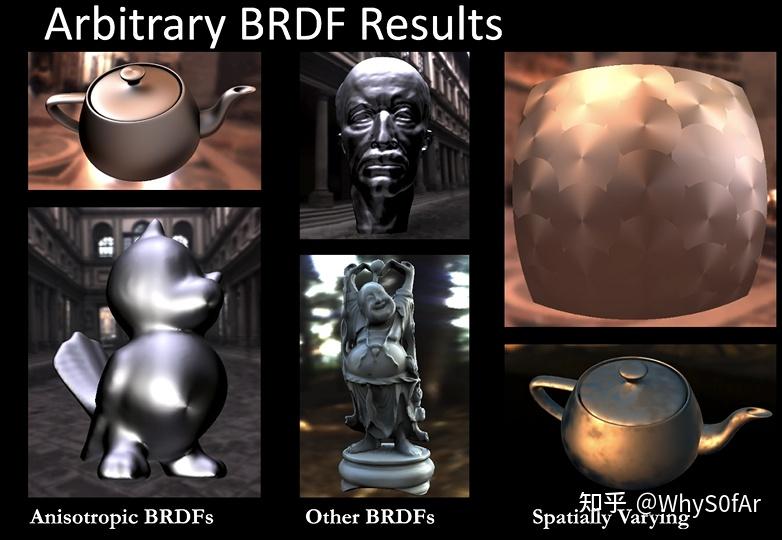 Arbitrary BRDF Results
Anisotropic BRDFs
Other BRDFs
Spatially Varying
知乎 @WhyS0fAr